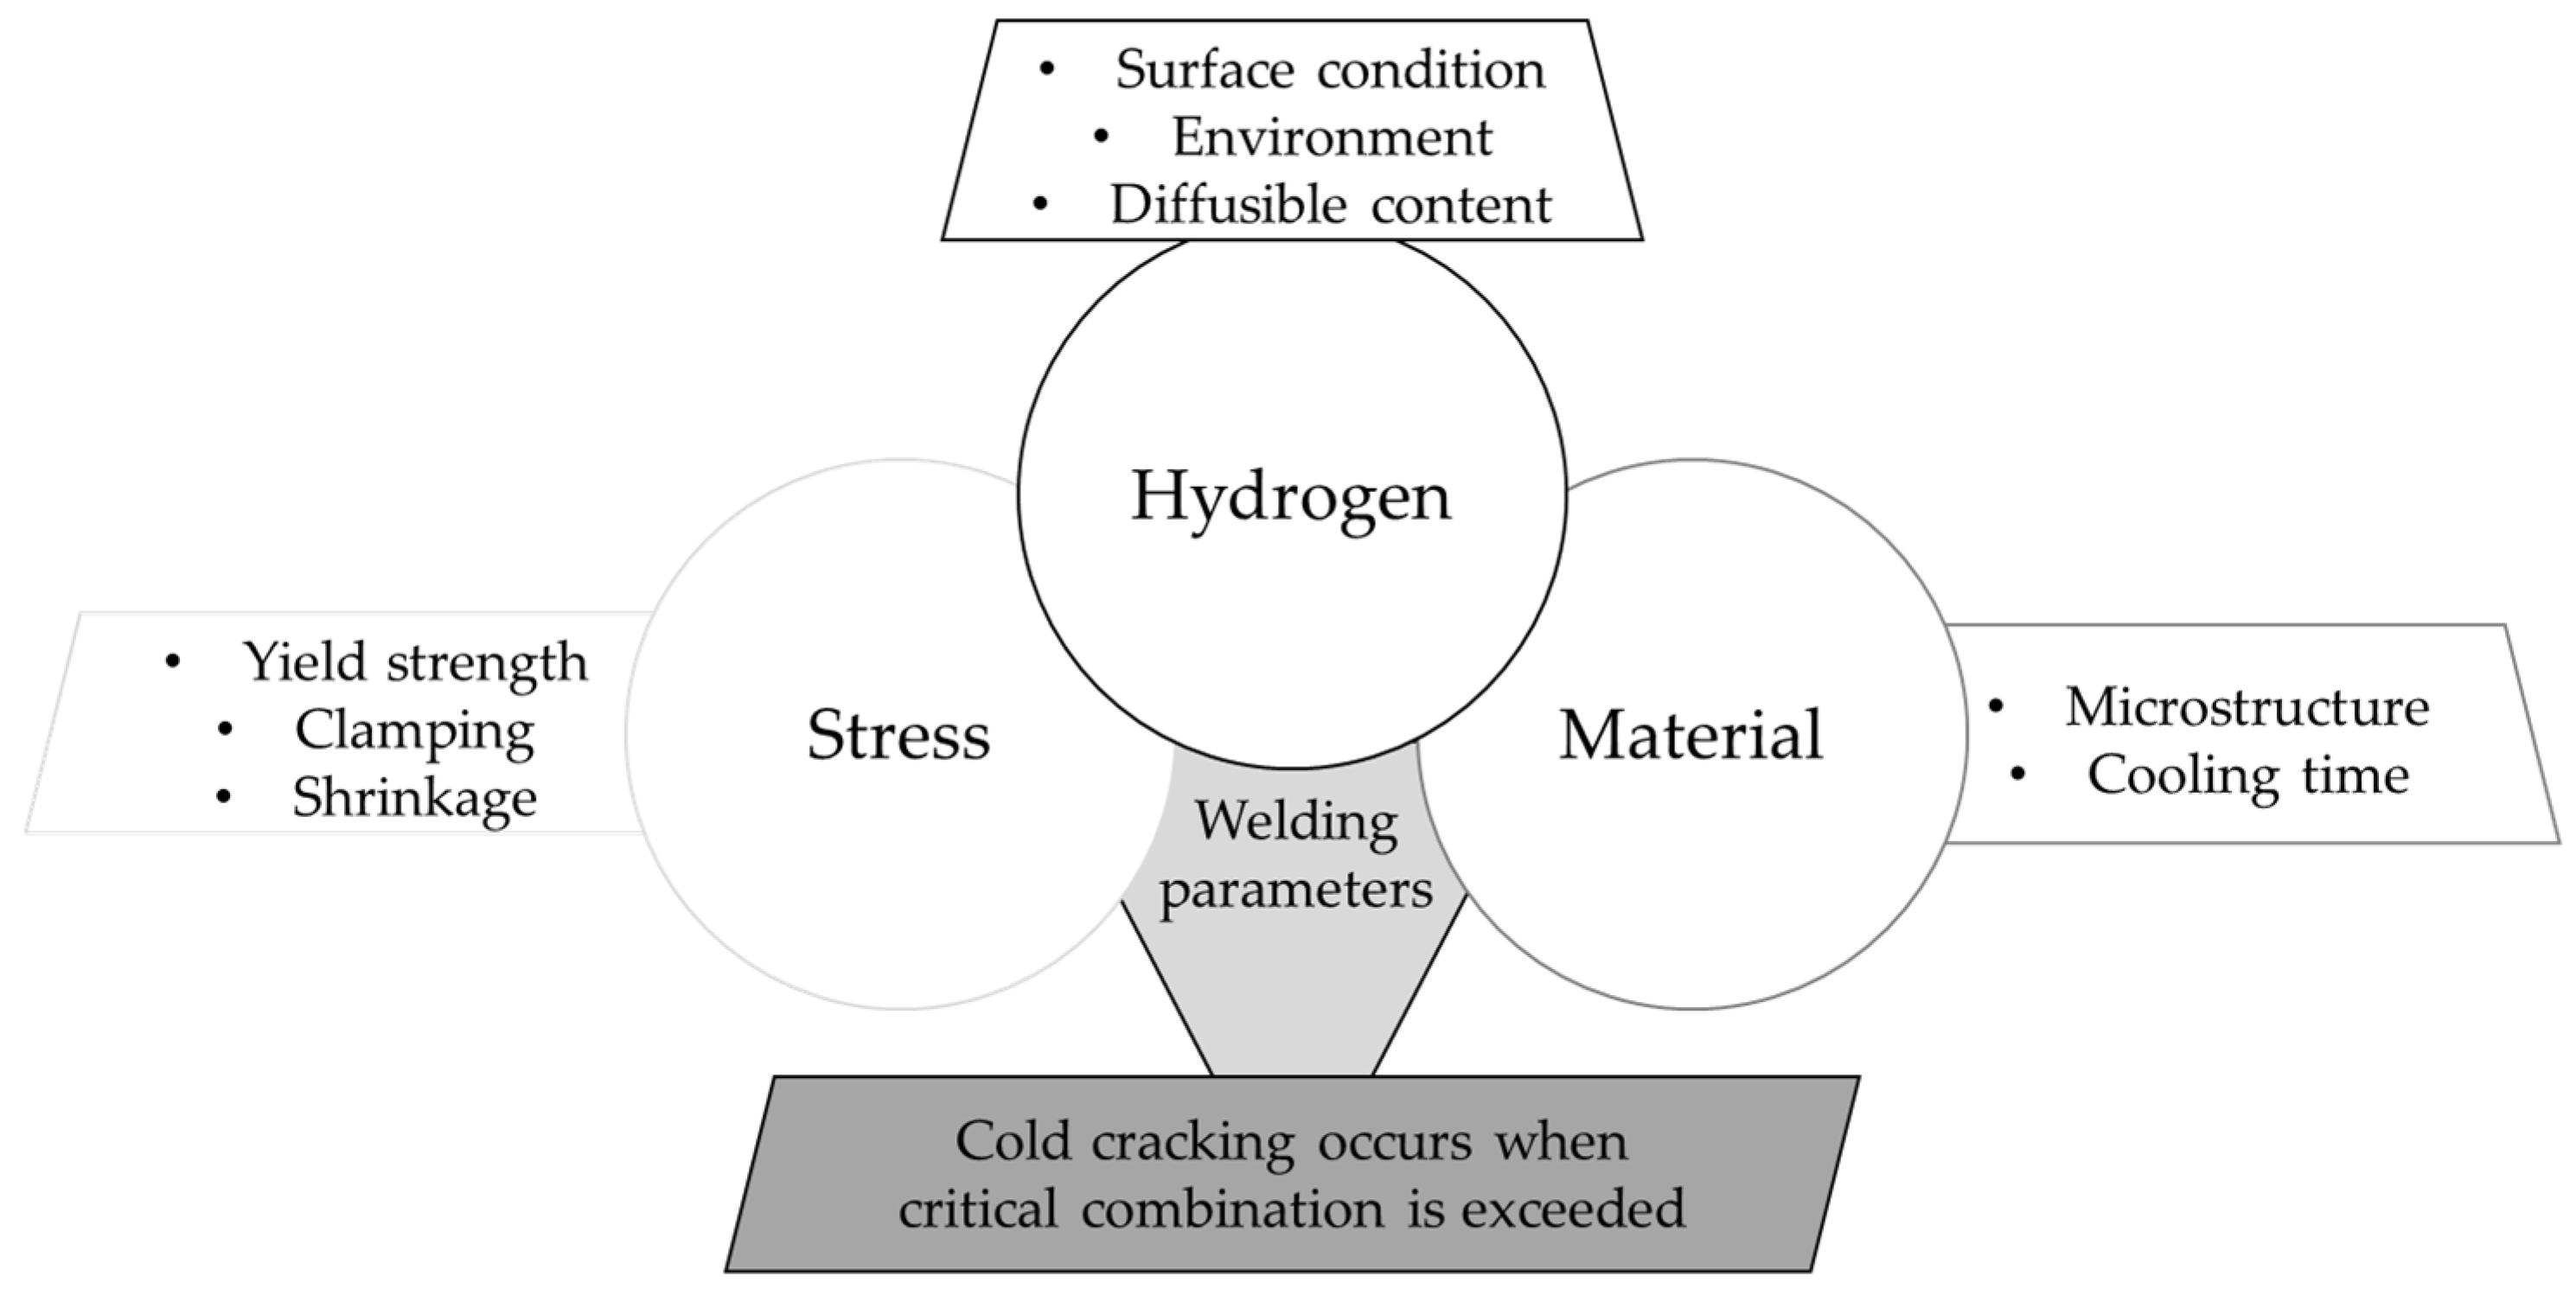 • Surface condition
• Environment
• Diffusible content
Hydrogen
• Yield strength
• Clamping
• Shrinkage
Stress
Material
• Microstructure
• Cooling time
Welding
parameters
Cold cracking occurs when
critical combination is exceeded